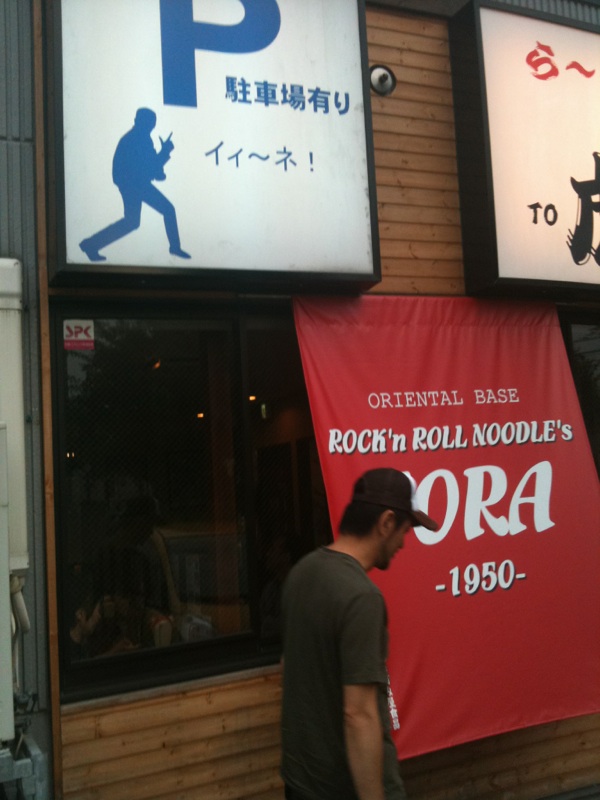 P
駐車場有り
イィ〜ネ!
ら〜
TO
SPK
ORIENTAL BASE
ROCK'n ROLL NOODLE's
ORA
-1950-